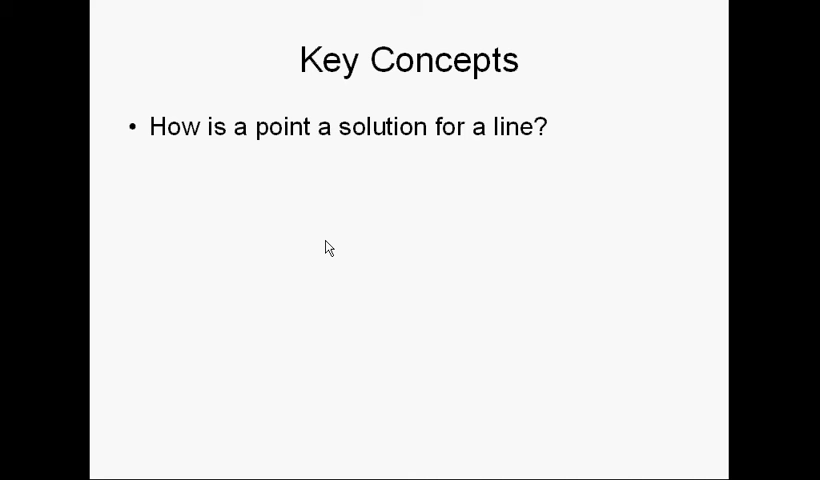 Key Concepts
• How is a point a solution for a line?